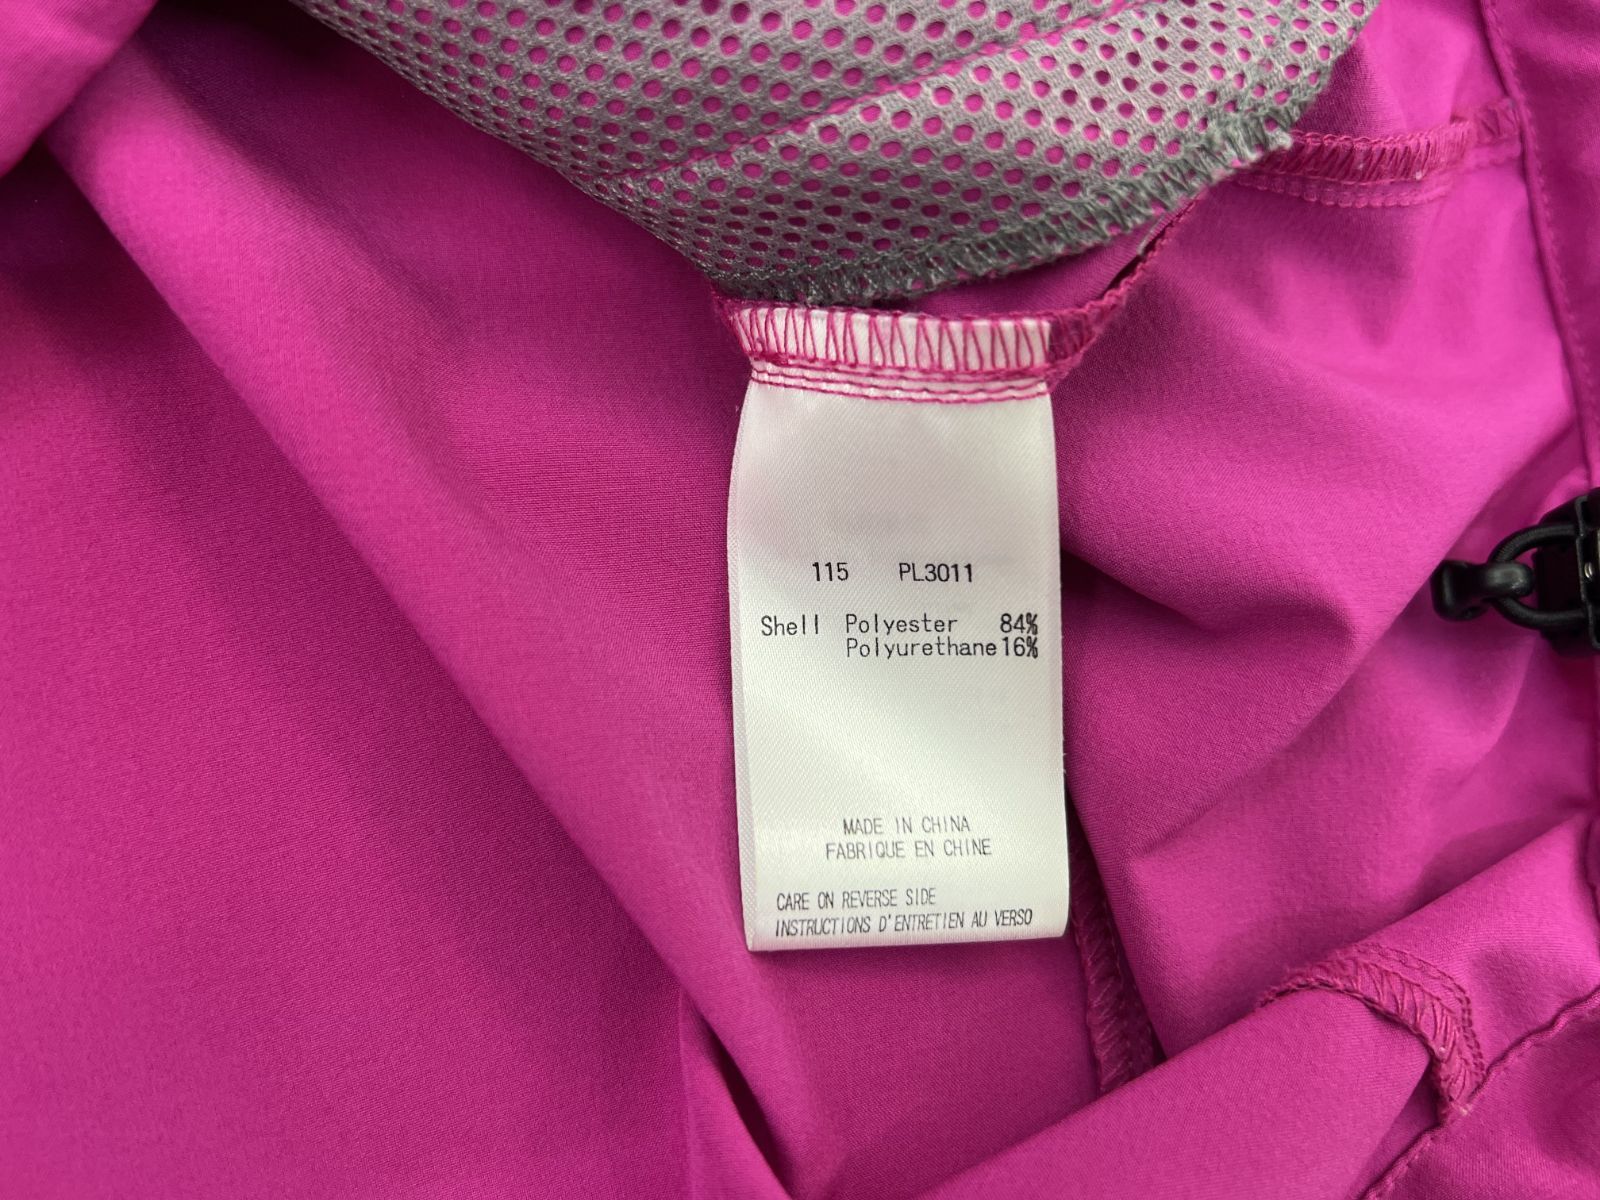 115 PL3011
Shell Polyester 84%
Polyurethane 16%
MADE IN CHINA
FABRIQUE EN CHINE
CARE ON REVERSE SIDE
INSTRUCTIONS D'ENTRETIEN AU VERSO